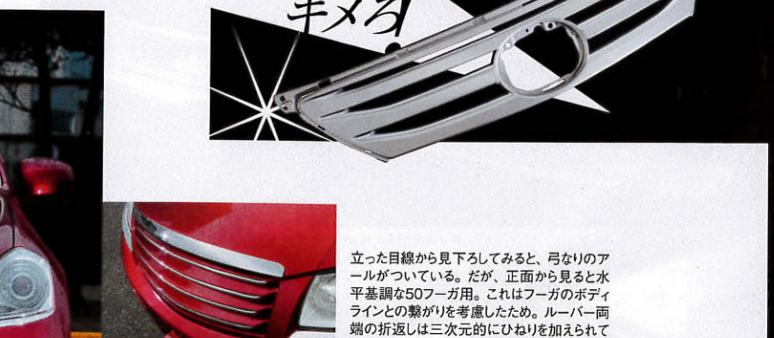 キメろ!
立った目線から見下ろしてみると、弓なりのア
ールがついている。だが、正面から見ると水
平基調な50フーガ用。これはフーガのボディ
ラインとの繋がりを考慮したため。ルーバー両
端の折返しは三次元的にひねりを加えられて